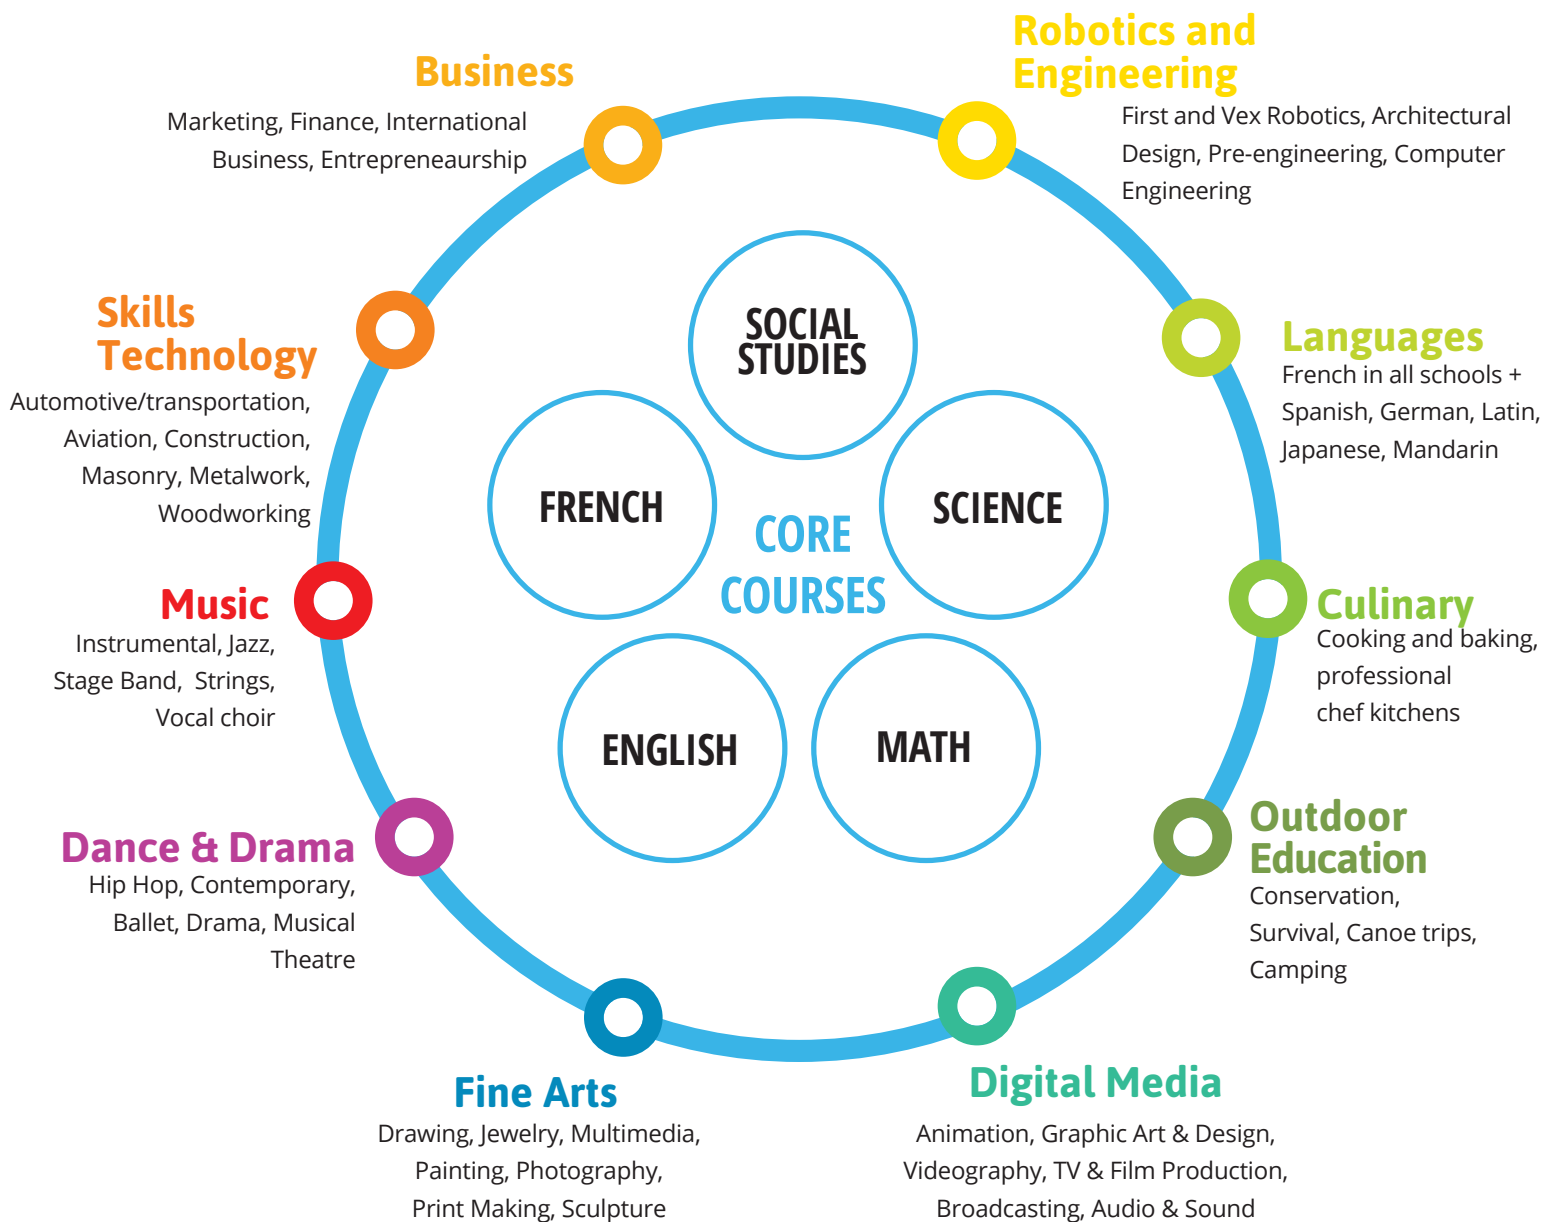 Business
Marketing, Finance, International
Business, Entrepreneaurship
Robotics and
Engineering
First and Vex Robotics, Architectural
Design, Pre-engineering, Computer
Engineering
Skills
Technology
Automotive/transportation,
Aviation, Construction,
Masonry, Metalwork,
Woodworking
Languages
French in all schools +
Spanish, German, Latin,
Japanese, Mandarin
SOCIAL
STUDIES
FRENCH
SCIENCE
CORE
COURSES
ENGLISH
MATH
Music
Instrumental, Jazz,
Stage Band, Strings,
Vocal choir
Culinary
Cooking and baking,
professional
chef kitchens
Dance & Drama
Hip Hop, Contemporary,
Ballet, Drama, Musical
Theatre
Outdoor
Education
Conservation,
Survival, Canoe trips,
Camping
Fine Arts
Drawing, Jewelry, Multimedia,
Painting, Photography,
Print Making, Sculpture
Digital Media
Animation, Graphic Art & Design,
Videography, TV & Film Production,
Broadcasting, Audio & Sound